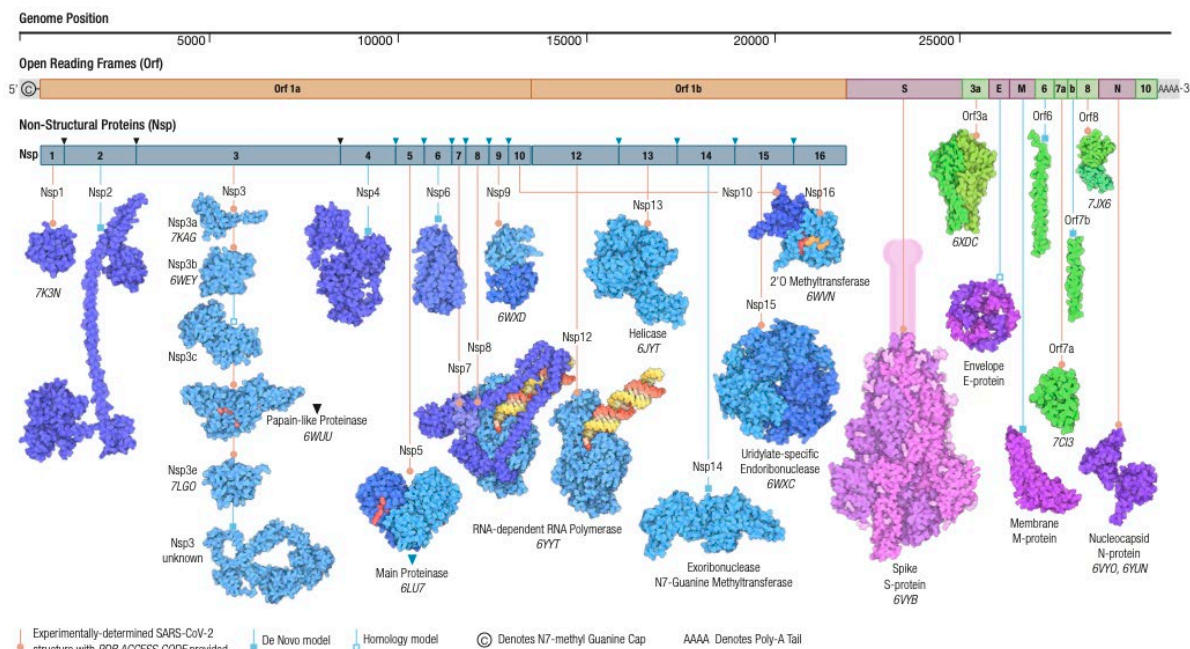 Genome Position
5000 10000 15000 20000 25000
Open Reading Frames (Orf)
5' C Orf 1a Orf 1b S 3a E M 6 7a b 8 N 10 AAAA-3
Non-Structural Proteins (Nsp)
Nsp 1 2 3 4 5 6 7 8 9 10 12 13 14 15 16
Orf3a Orf6 Orf8
Nsp1 Nsp2 Nsp3 Nsp4 Nsp6 Nsp9 Nsp10 Nsp16
Nsp13
7JX6
Nsp3a
7KAG
Orf7b
6XDC
Nsp3b
6WEY
2'O Methyltransferase
6WVN
7K3N
Nsp15
6WXD
Helicase
6JYT
Nsp12
Nsp8
Nsp7
Nsp3c
Orf7a
Envelope
E-protein
Papain-like Proteinase
6WUU
7CI3
Nsp5
Uridylate-specific
Endoribonuclease
6WXC
Nsp14
Nsp3e
7LGO
RNA-dependent RNA Polymerase
6YYT
Membrane
M-protein
Nucleocapsid
N-protein
6VYO, 6YUN
Nsp3
unknown
Main Proteinase
6LU7
Exoribonuclease
N7-Guanine Methyltransferase
Spike
S-protein
6VYB
Experimentally-determined SARS-CoV-2
structure with PDB ACCESS CODE provided
De Novo model
Homology model
C Denotes N7-methyl Guanine Cap
AAAA Denotes Poly-A Tail